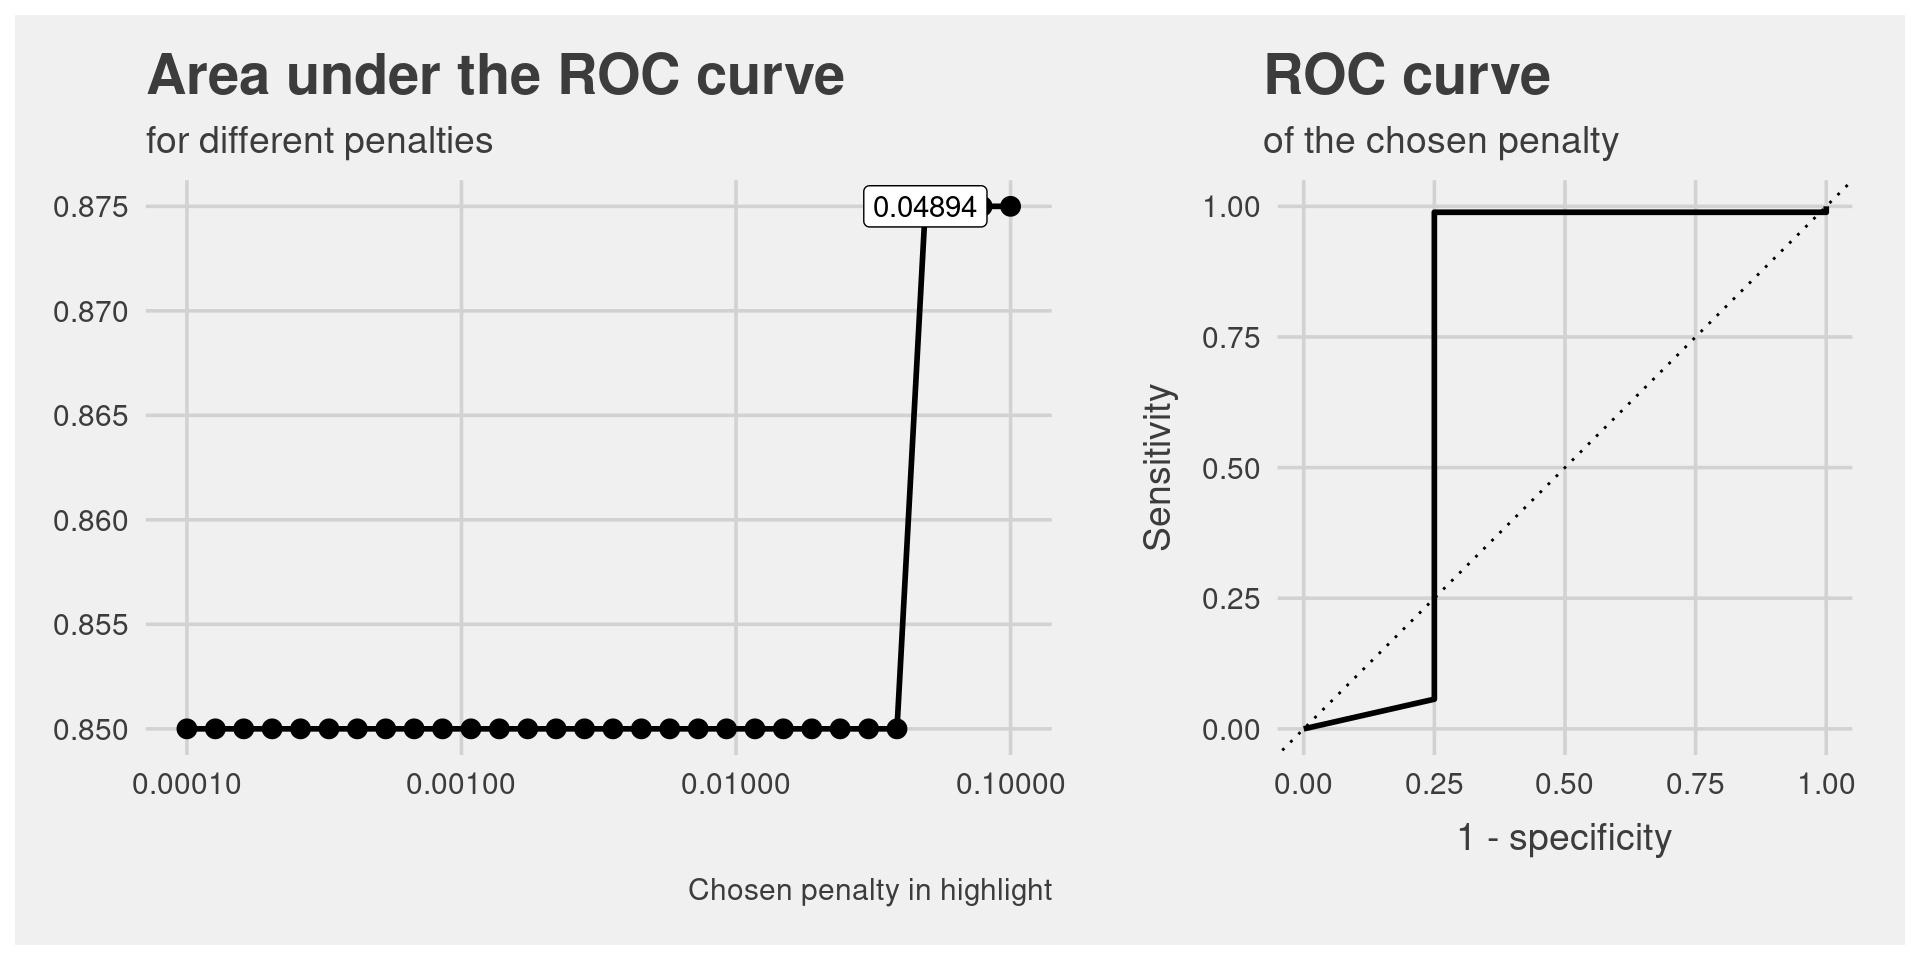 Area under the ROC curve
for different penalties
0.875
0.870
0.865
0.860
0.855
0.850
0.04894
0.00010 0.00100 0.01000 0.10000
Chosen penalty in highlight
ROC curve
of the chosen penalty
Sensitivity
1.00
0.75
0.50
0.25
0.00
0.00 0.25 0.50 0.75 1.00
1 - specificity